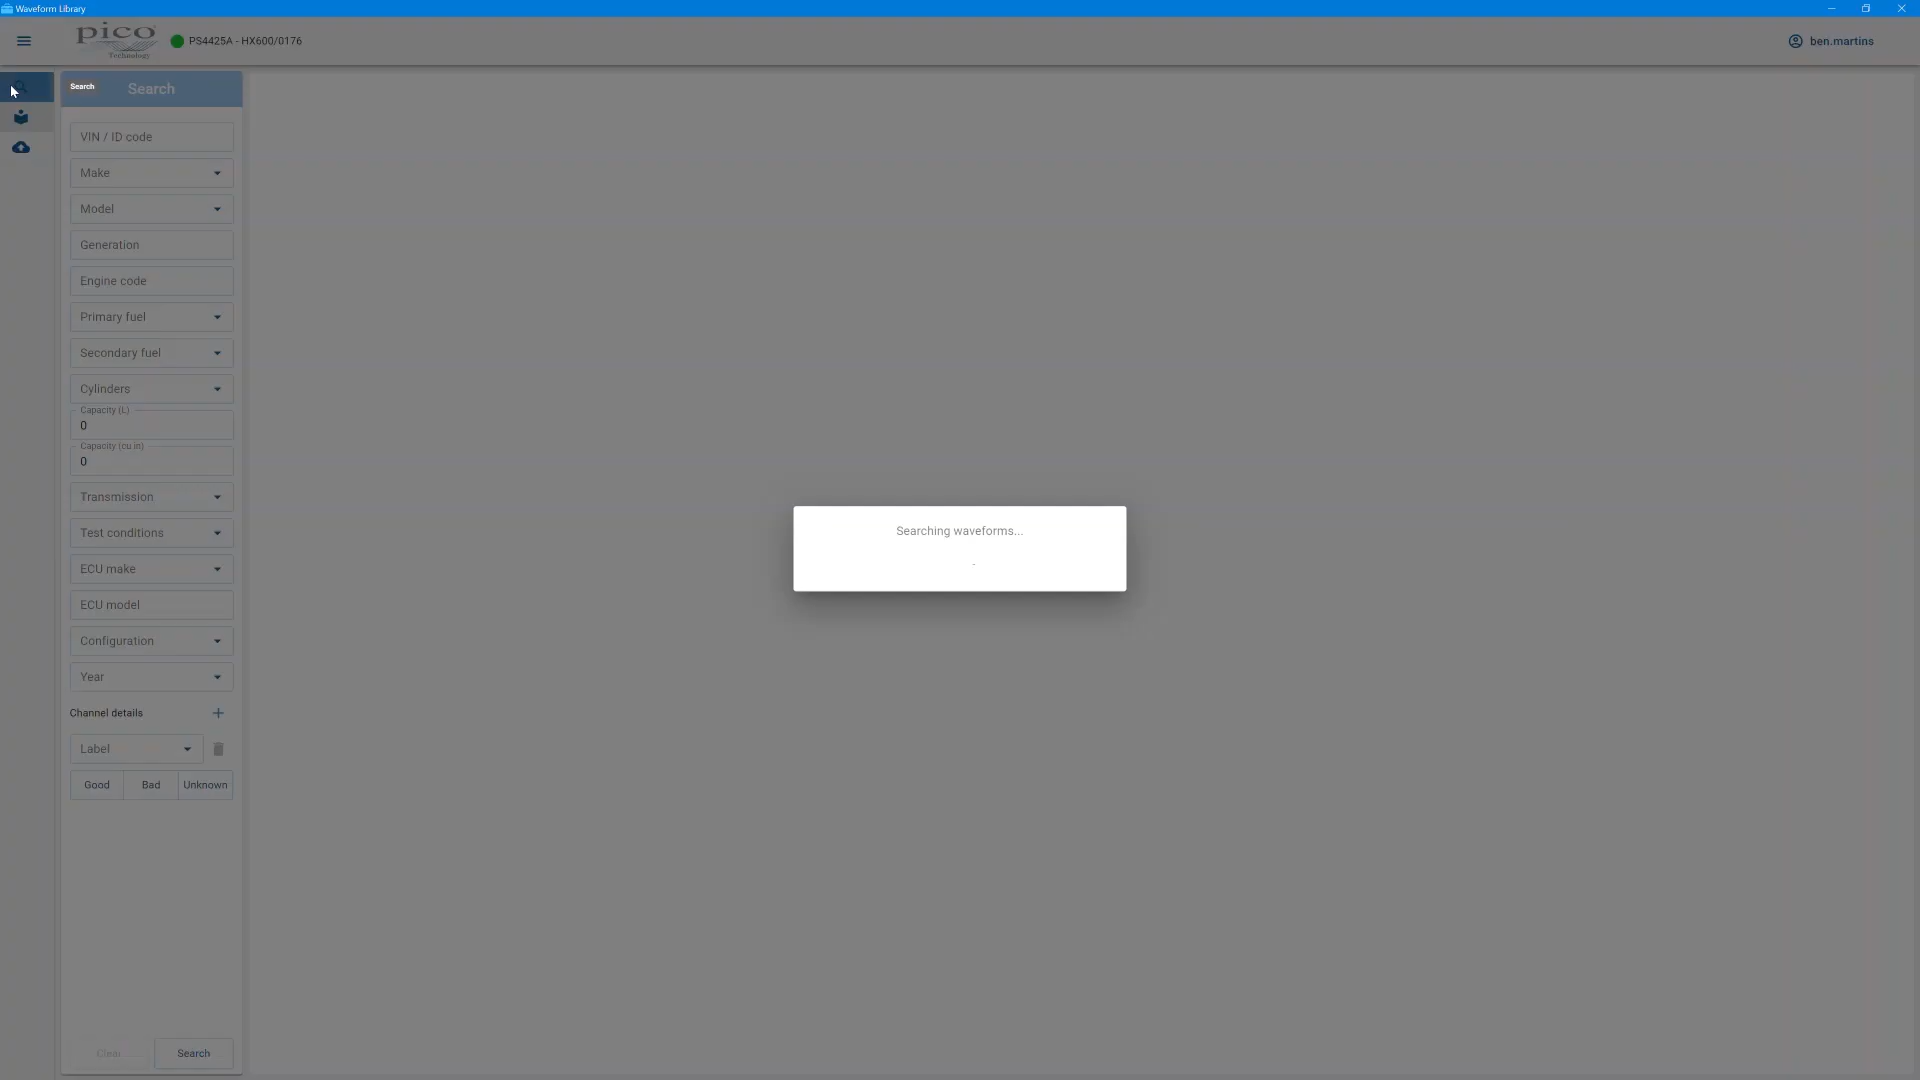 Waveform Library
pico
Technology
PS4425A - HX600/0176
ben.martins
Search
Search
VIN / ID code
Make
Model
Generation
Engine code
Primary fuel
Secondary fuel
Cylinders
Capacity (L)
0
Capacity (cu in)
0
Transmission
Test conditions
ECU make
ECU model
Configuration
Year
Channel details
Label
Good Bad Unknown
Clear Search
Searching waveforms...